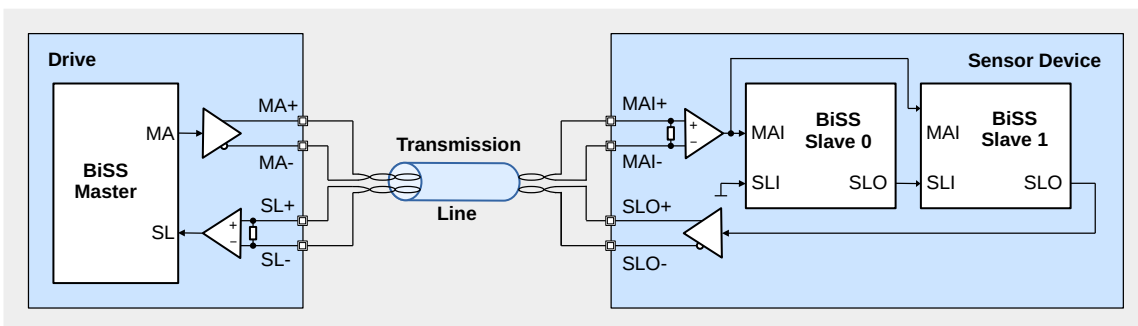 Drive
Sensor Device
MA+
MA
MA-
BiSS
Master
SL+
SL
SL-
Transmission
Line
MAI+
MAI-
+
−
BiSS
Slave 0
MAI
SLI
SLO
BiSS
Slave 1
MAI
SLI
SLO
SLO+
SLO-
+
−